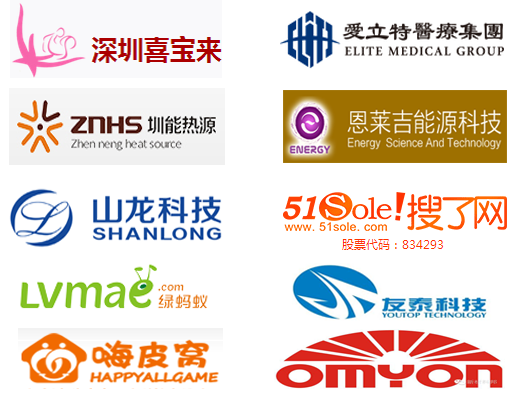 深圳喜宝来
愛立特醫療集團
ELITE MEDICAL GROUP
ZNHS 圳能热源
Zhen neng heat source
恩莱吉能源科技
ENERGY
Energy Science And Technology
山龙科技
SHANLONG
51Sole!搜了网
www.51sole.com
股票代码：834293
LVmae.com
绿蚂蚁
友泰科技
YOUTOP TECHNOLOGY
嗨皮窝
HAPPYALLGAME
OMYON